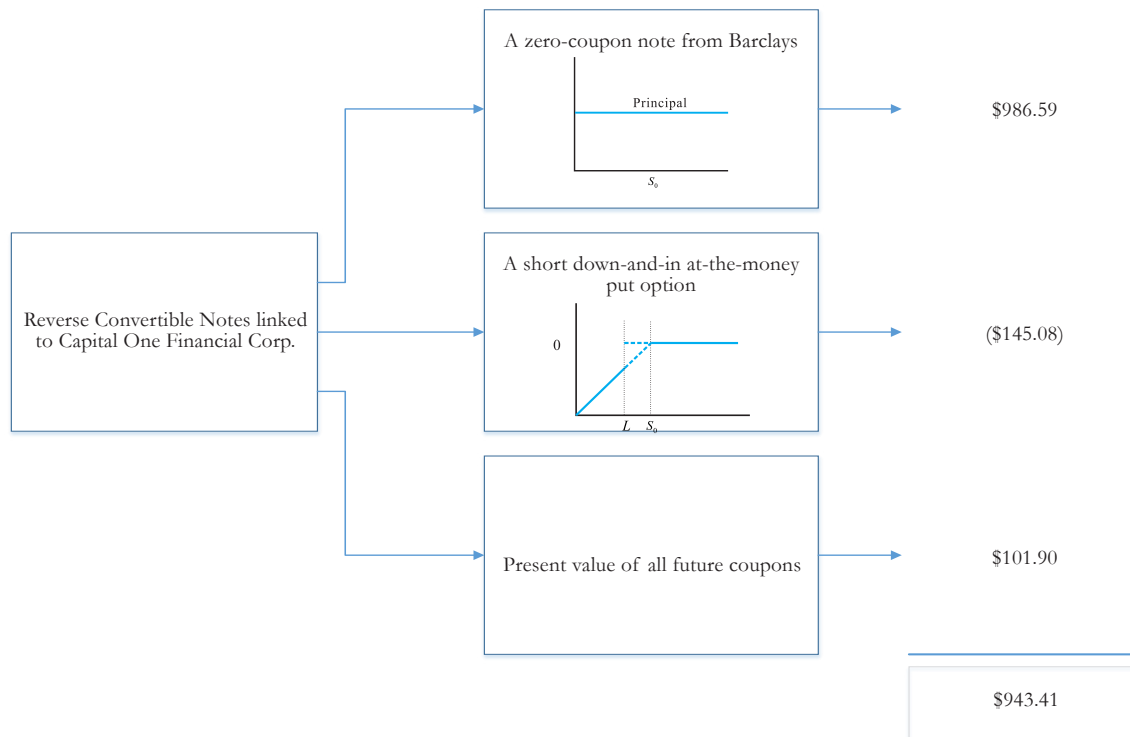 A zero-coupon note from Barclays
Principal
S0
$986.59
Reverse Convertible Notes linked
to Capital One Financial Corp.
A short down-and-in at-the-money
put option
0
L S0
($145.08)
Present value of all future coupons
$101.90
$943.41